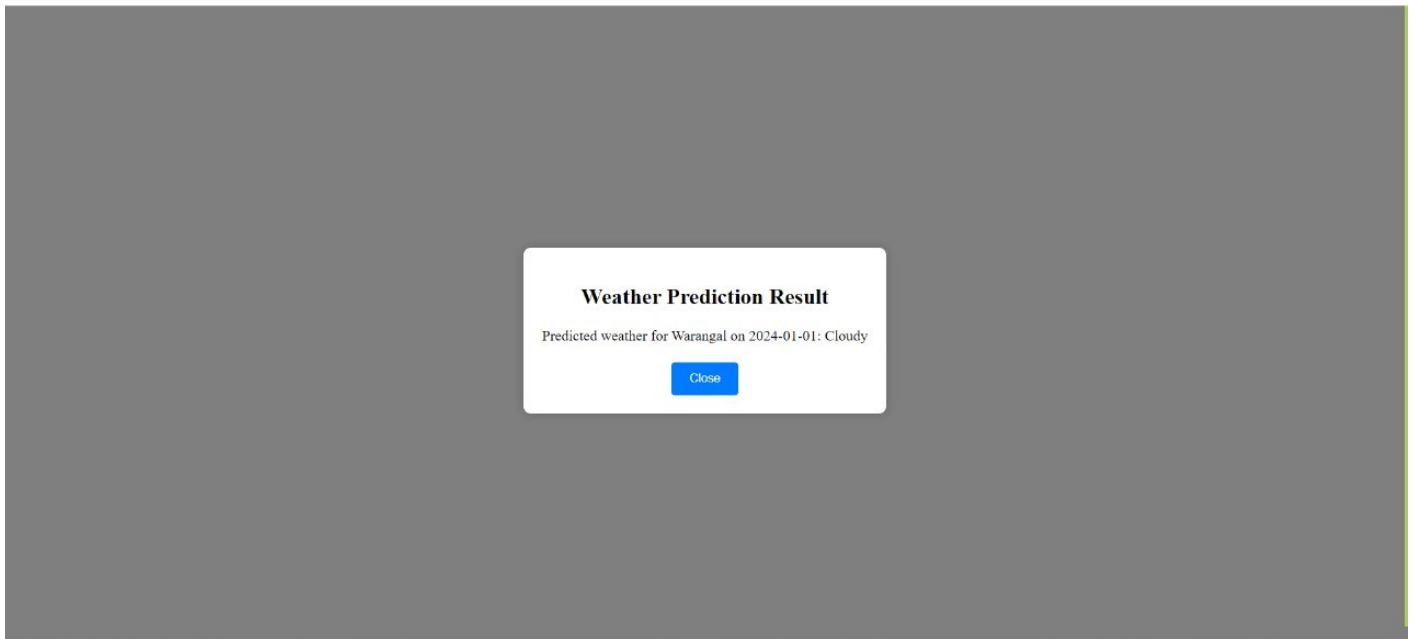 Weather Prediction Result
Predicted weather for Warangal on 2024-01-01: Cloudy
Close